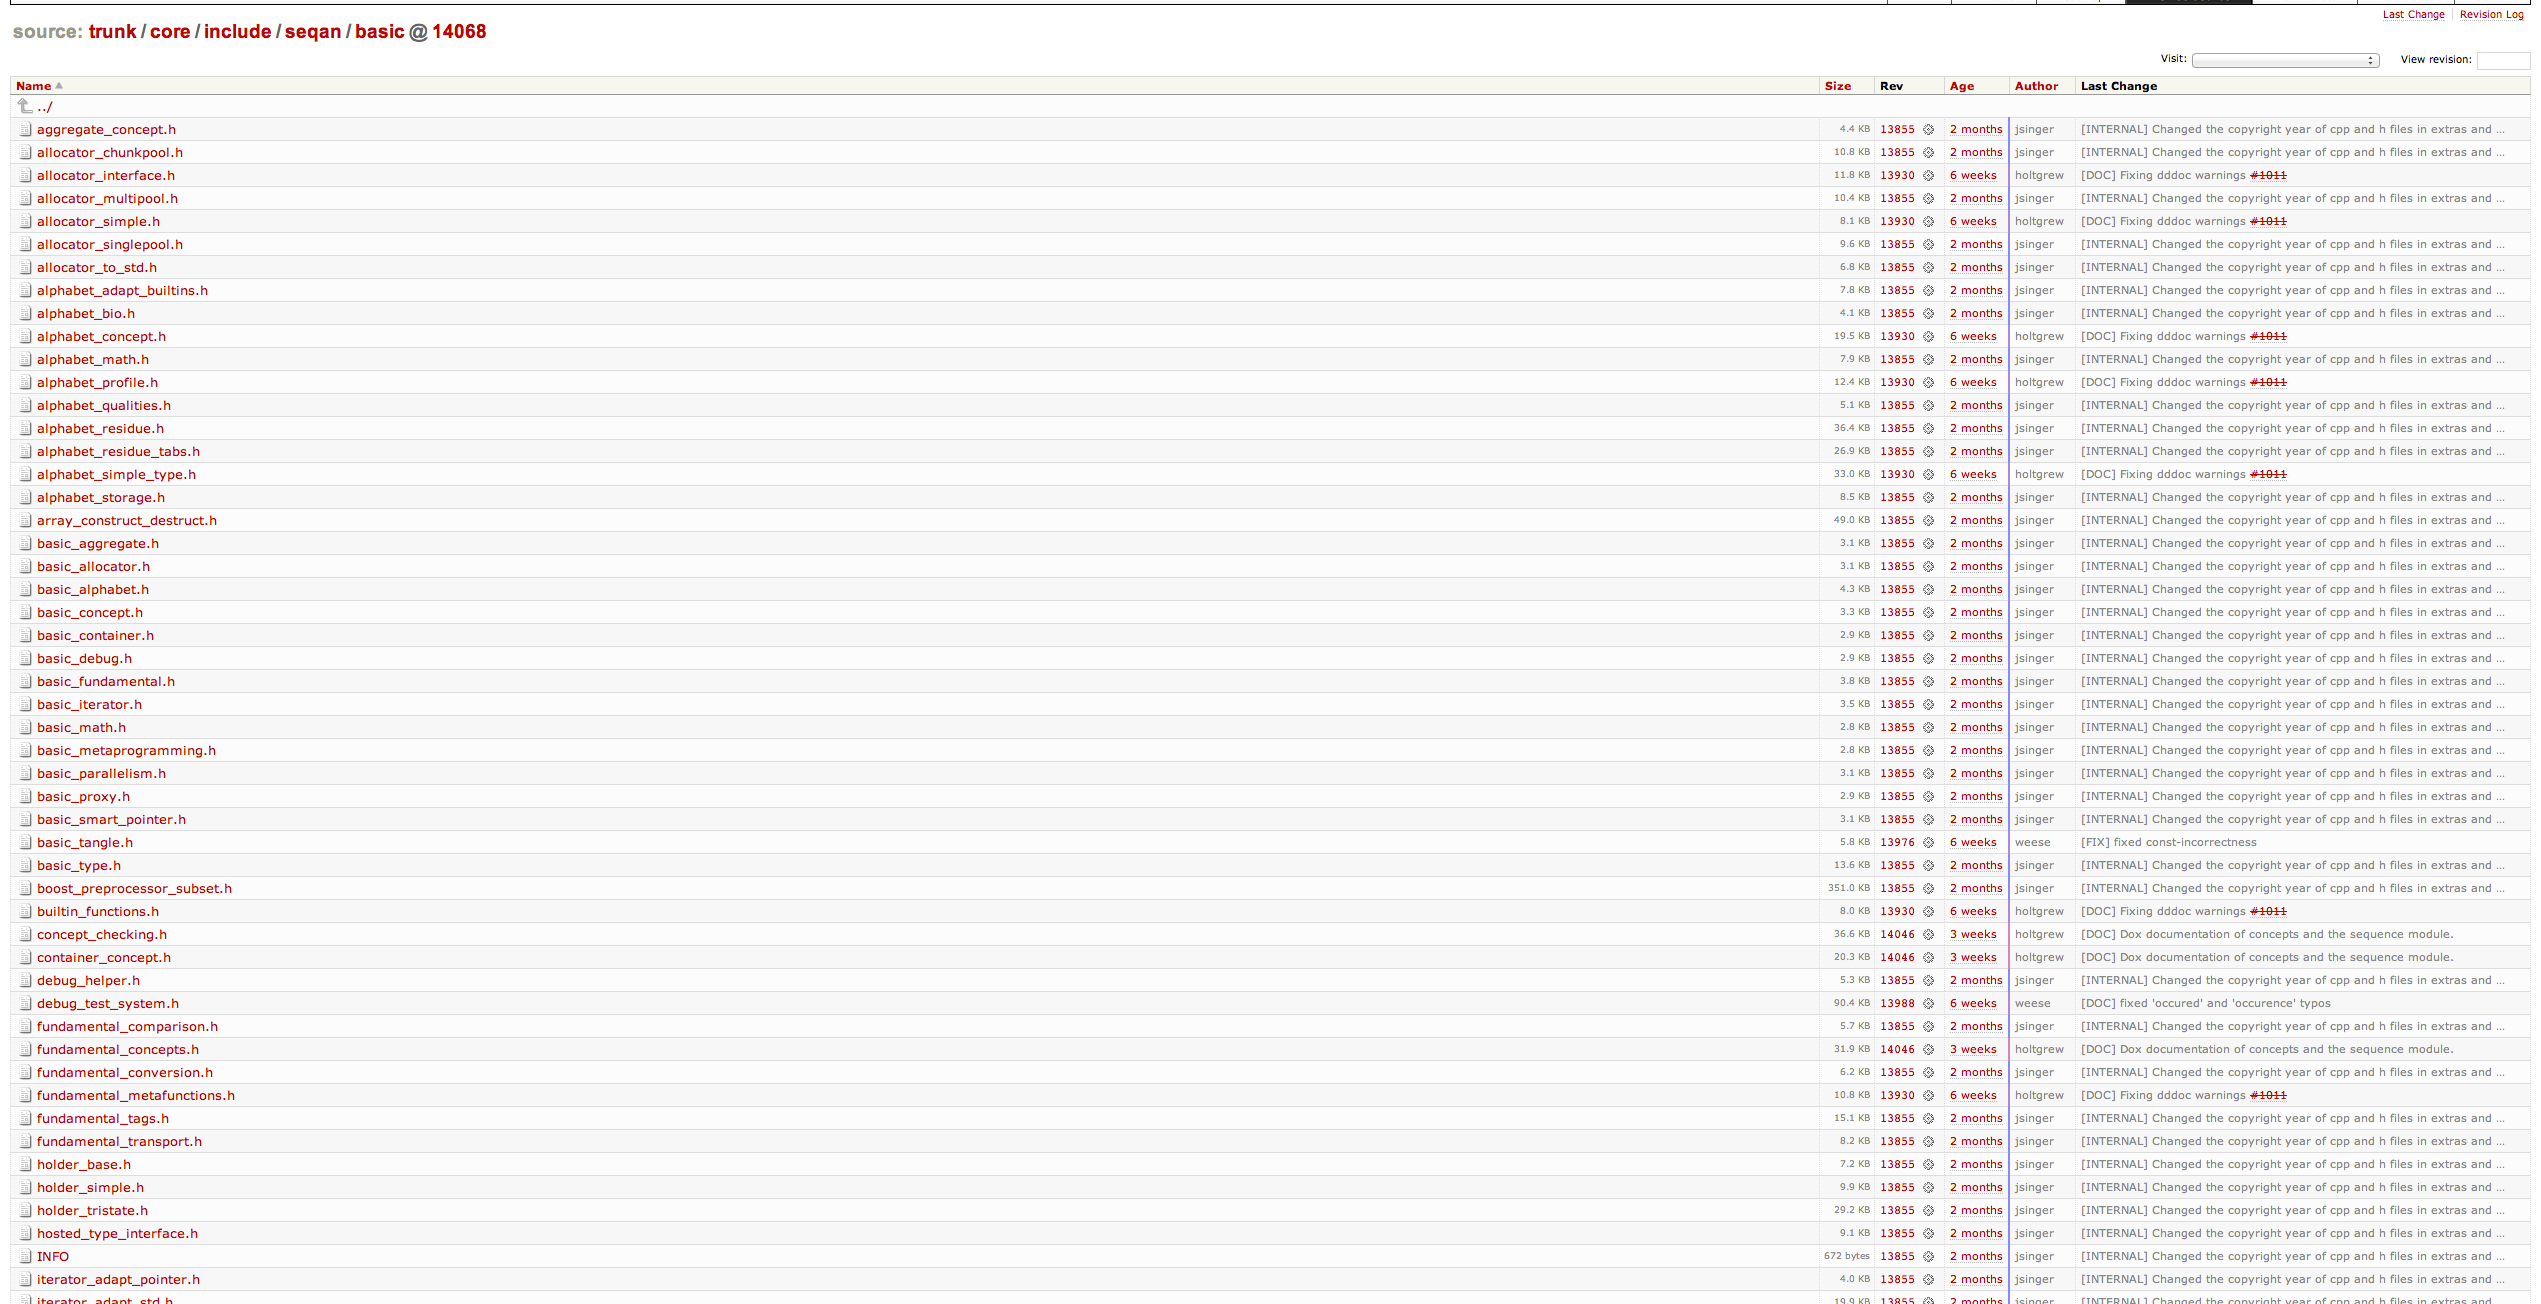 Last Change Revision Log
source: trunk / core / include / seqan / basic @ 14068
Visit: View revision:
Name Size Rev Age Author Last Change
../
aggregate_concept.h 4.4 KB 13855 2 months jsinger [INTERNAL] Changed the copyright year of cpp and h files in extras and ...
allocator_chunkpool.h 10.8 KB 13855 2 months jsinger [INTERNAL] Changed the copyright year of cpp and h files in extras and ...
allocator_interface.h 11.8 KB 13930 6 weeks holtgrew [DOC] Fixing dddoc warnings #1011
allocator_multipool.h 10.4 KB 13855 2 months jsinger [INTERNAL] Changed the copyright year of cpp and h files in extras and ...
allocator_simple.h 8.1 KB 13930 6 weeks holtgrew [DOC] Fixing dddoc warnings #1011
allocator_singlepool.h 9.6 KB 13855 2 months jsinger [INTERNAL] Changed the copyright year of cpp and h files in extras and ...
allocator_to_std.h 6.8 KB 13855 2 months jsinger [INTERNAL] Changed the copyright year of cpp and h files in extras and ...
alphabet_adapt_builtins.h 7.8 KB 13855 2 months jsinger [INTERNAL] Changed the copyright year of cpp and h files in extras and ...
alphabet_bio.h 4.1 KB 13855 2 months jsinger [INTERNAL] Changed the copyright year of cpp and h files in extras and ...
alphabet_concept.h 19.5 KB 13930 6 weeks holtgrew [DOC] Fixing dddoc warnings #1011
alphabet_math.h 7.9 KB 13855 2 months jsinger [INTERNAL] Changed the copyright year of cpp and h files in extras and ...
alphabet_profile.h 12.4 KB 13930 6 weeks holtgrew [DOC] Fixing dddoc warnings #1011
alphabet_qualities.h 5.1 KB 13855 2 months jsinger [INTERNAL] Changed the copyright year of cpp and h files in extras and ...
alphabet_residue.h 36.4 KB 13855 2 months jsinger [INTERNAL] Changed the copyright year of cpp and h files in extras and ...
alphabet_residue_tabs.h 26.9 KB 13855 2 months jsinger [INTERNAL] Changed the copyright year of cpp and h files in extras and ...
alphabet_simple_type.h 33.0 KB 13930 6 weeks holtgrew [DOC] Fixing dddoc warnings #1011
alphabet_storage.h 8.5 KB 13855 2 months jsinger [INTERNAL] Changed the copyright year of cpp and h files in extras and ...
array_construct_destruct.h 49.0 KB 13855 2 months jsinger [INTERNAL] Changed the copyright year of cpp and h files in extras and ...
basic_aggregate.h 3.1 KB 13855 2 months jsinger [INTERNAL] Changed the copyright year of cpp and h files in extras and ...
basic_allocator.h 3.1 KB 13855 2 months jsinger [INTERNAL] Changed the copyright year of cpp and h files in extras and ...
basic_alphabet.h 4.3 KB 13855 2 months jsinger [INTERNAL] Changed the copyright year of cpp and h files in extras and ...
basic_concept.h 3.3 KB 13855 2 months jsinger [INTERNAL] Changed the copyright year of cpp and h files in extras and ...
basic_container.h 2.9 KB 13855 2 months jsinger [INTERNAL] Changed the copyright year of cpp and h files in extras and ...
basic_debug.h 2.9 KB 13855 2 months jsinger [INTERNAL] Changed the copyright year of cpp and h files in extras and ...
basic_fundamental.h 3.8 KB 13855 2 months jsinger [INTERNAL] Changed the copyright year of cpp and h files in extras and ...
basic_iterator.h 3.5 KB 13855 2 months jsinger [INTERNAL] Changed the copyright year of cpp and h files in extras and ...
basic_math.h 2.8 KB 13855 2 months jsinger [INTERNAL] Changed the copyright year of cpp and h files in extras and ...
basic_metaprogramming.h 2.8 KB 13855 2 months jsinger [INTERNAL] Changed the copyright year of cpp and h files in extras and ...
basic_parallelism.h 3.1 KB 13855 2 months jsinger [INTERNAL] Changed the copyright year of cpp and h files in extras and ...
basic_proxy.h 2.9 KB 13855 2 months jsinger [INTERNAL] Changed the copyright year of cpp and h files in extras and ...
basic_smart_pointer.h 3.1 KB 13855 2 months jsinger [INTERNAL] Changed the copyright year of cpp and h files in extras and ...
basic_tangle.h 5.8 KB 13976 6 weeks weese [FIX] fixed const-incorrectness
basic_type.h 13.6 KB 13855 2 months jsinger [INTERNAL] Changed the copyright year of cpp and h files in extras and ...
boost_preprocessor_subset.h 351.0 KB 13855 2 months jsinger [INTERNAL] Changed the copyright year of cpp and h files in extras and ...
builtin_functions.h 8.0 KB 13930 6 weeks holtgrew [DOC] Fixing dddoc warnings #1011
concept_checking.h 36.6 KB 14046 3 weeks holtgrew [DOC] Dox documentation of concepts and the sequence module.
container_concept.h 20.3 KB 14046 3 weeks holtgrew [DOC] Dox documentation of concepts and the sequence module.
debug_helper.h 5.3 KB 13855 2 months jsinger [INTERNAL] Changed the copyright year of cpp and h files in extras and ...
debug_test_system.h 90.4 KB 13988 6 weeks weese [DOC] fixed 'occured' and 'occurence' typos
fundamental_comparison.h 5.7 KB 13855 2 months jsinger [INTERNAL] Changed the copyright year of cpp and h files in extras and ...
fundamental_concepts.h 31.9 KB 14046 3 weeks holtgrew [DOC] Dox documentation of concepts and the sequence module.
fundamental_conversion.h 6.2 KB 13855 2 months jsinger [INTERNAL] Changed the copyright year of cpp and h files in extras and ...
fundamental_metafunctions.h 10.8 KB 13930 6 weeks holtgrew [DOC] Fixing dddoc warnings #1011
fundamental_tags.h 15.1 KB 13855 2 months jsinger [INTERNAL] Changed the copyright year of cpp and h files in extras and ...
fundamental_transport.h 8.2 KB 13855 2 months jsinger [INTERNAL] Changed the copyright year of cpp and h files in extras and ...
holder_base.h 7.2 KB 13855 2 months jsinger [INTERNAL] Changed the copyright year of cpp and h files in extras and ...
holder_simple.h 9.9 KB 13855 2 months jsinger [INTERNAL] Changed the copyright year of cpp and h files in extras and ...
holder_tristate.h 29.2 KB 13855 2 months jsinger [INTERNAL] Changed the copyright year of cpp and h files in extras and ...
hosted_type_interface.h 9.1 KB 13855 2 months jsinger [INTERNAL] Changed the copyright year of cpp and h files in extras and ...
INFO 672 bytes 13855 2 months jsinger [INTERNAL] Changed the copyright year of cpp and h files in extras and ...
iterator_adapt_pointer.h 4.0 KB 13855 2 months jsinger [INTERNAL] Changed the copyright year of cpp and h files in extras and ...
iterator_adapt_std.h 19.9 KB 13855 2 months jsinger [INTERNAL] Changed the copyright year of cpp and h files in extras and ...